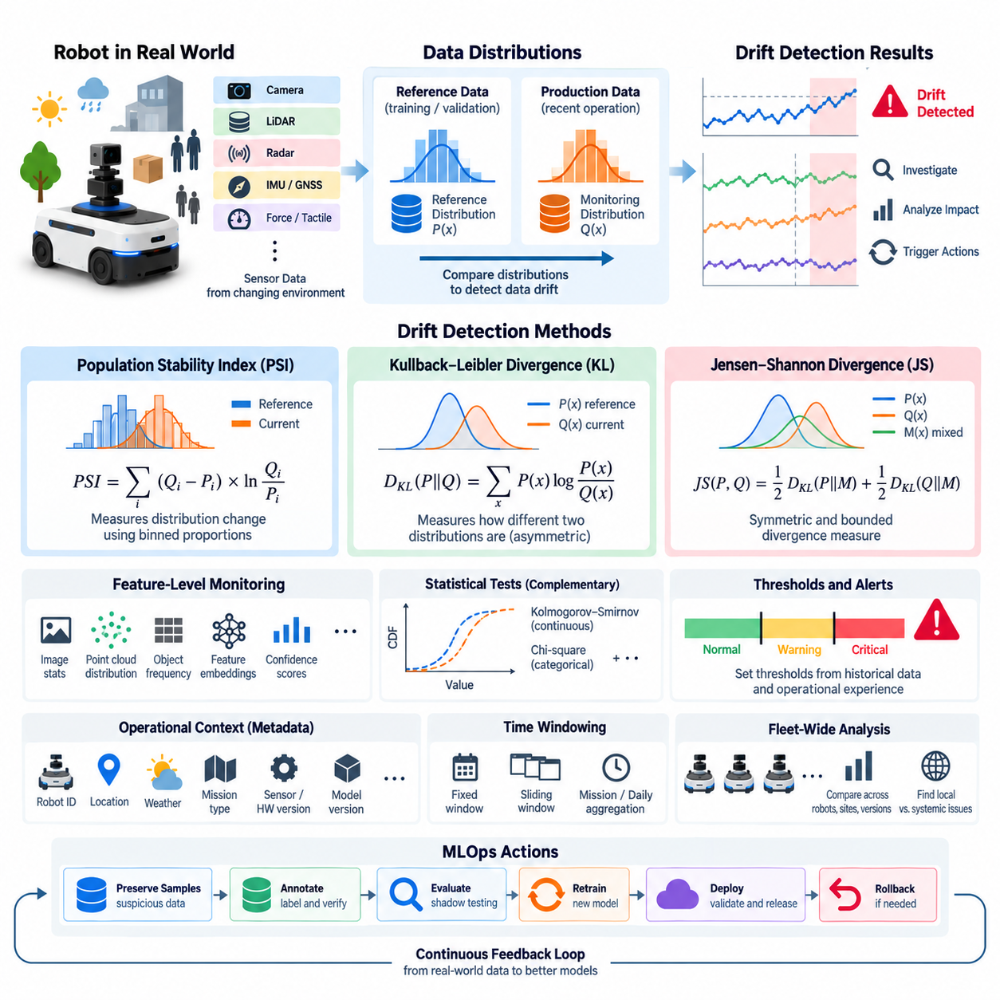 Robot in Real World
Camera
LiDAR
Radar
IMU / GNSS
Force / Tactile
Sensor Data
from changing environment
Data Distributions
Reference Data
(training / validation)
Reference
Distribution
P(x)
Production Data
(recent operation)
Monitoring
Distribution
Q(x)
Compare distributions
to detect data drift
Drift Detection Results
Drift
Detected
Investigate
Analyze Impact
Trigger Actions
Drift Detection Methods
Population Stability Index (PSI)
Reference
Current
PSI = ∑_i (Q_i − P_i) × ln Q_i / P_i
Measures distribution change
using binned proportions
Kullback–Leibler Divergence (KL)
P(x) reference
Q(x) current
D_KL(P||Q) = ∑_x P(x) log P(x) / Q(x)
Measures how different two
distributions are (asymmetric)
Jensen–Shannon Divergence (JS)
P(x)
Q(x)
M(x) mixed
JS(P, Q) = 1/2 D_KL(P||M) + 1/2 D_KL(Q||M)
Symmetric and bounded
divergence measure
Feature-Level Monitoring
Image
stats
Point cloud
distribution
Object
frequency
Feature
embeddings
Confidence
scores
Statistical Tests (Complementary)
CDF
Value
Kolmogorov–Smirnov
(continuous)
Chi-square
(categorical)
Thresholds and Alerts
Normal
Warning
Critical
Set thresholds from historical data
and operational experience
Operational Context (Metadata)
Robot ID
Location
Weather
Mission
type
Sensor /
HW version
Model
version
Time Windowing
Fixed
window
Sliding
window
Mission / Daily
aggregation
Fleet-Wide Analysis
Compare across
robots, sites, versions
Find local
vs. systemic issues
MLOps Actions
Preserve Samples
suspicious data
Annotate
label and verify
Evaluate
shadow testing
Retrain
new model
Deploy
validate and release
Rollback
if needed
Continuous Feedback Loop
from real-world data to better models